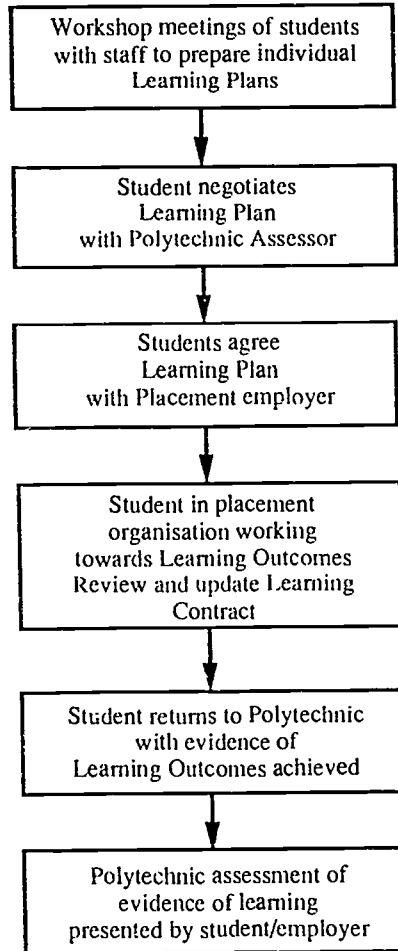 Workshop meetings of students
with staff to prepare individual
Learning Plans
Student negotiates
Learning Plan
with Polytechnic Assessor
Students agree
Learning Plan
with Placement employer
Student in placement
organisation working
towards Learning Outcomes
Review and update Learning
Contract
Student returns to Polytechnic
with evidence of
Learning Outcomes achieved
Polytechnic assessment of
evidence of learning
presented by student/employer